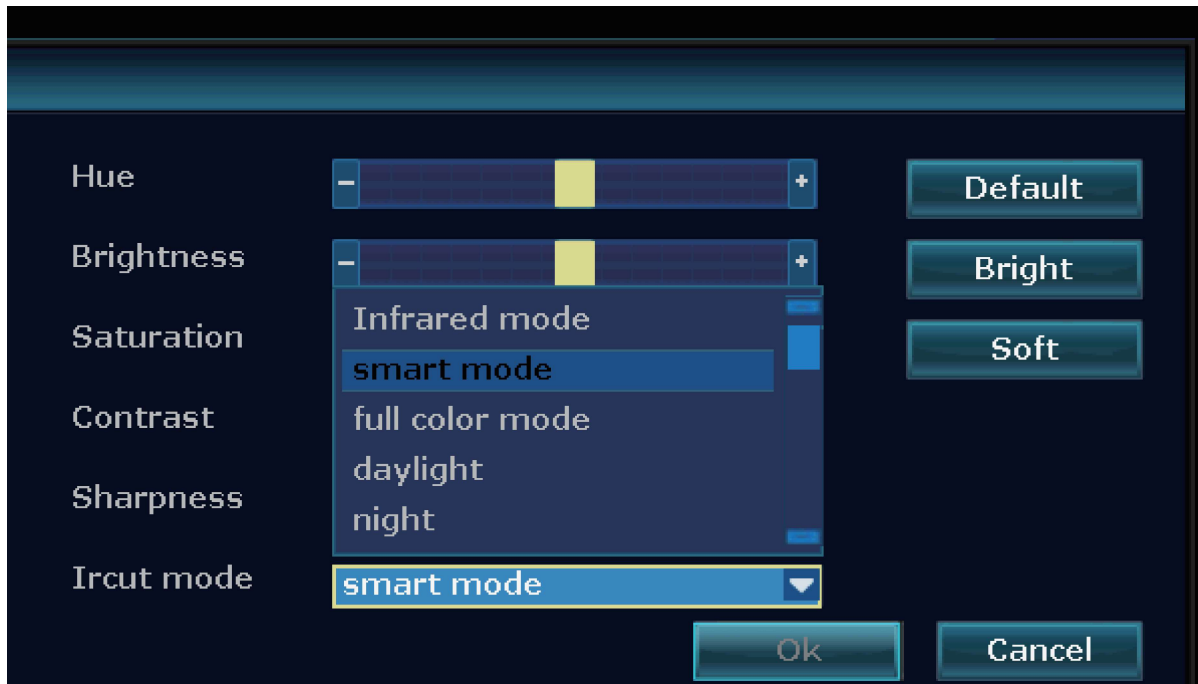 Hue
Default
Brightness
Bright
Infrared mode
Saturation
smart mode
Soft
Contrast
full color mode
daylight
Sharpness
night
Ircut mode
smart mode
Ok
Cancel